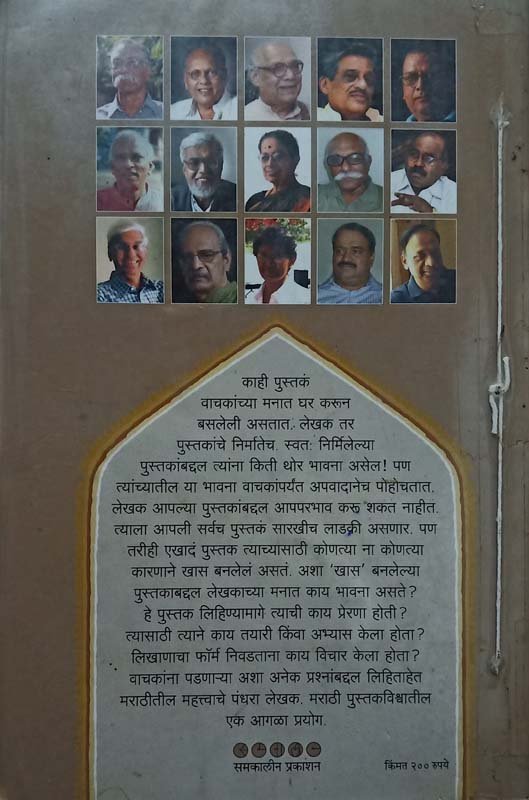 काही पुस्तकं
वाचकांच्या मनात घर करून
बसलेली असतात. लेखक तर
पुस्तकांचे निर्मातेच. स्वतः निर्मिलेल्या
पुस्तकांबद्दल त्यांना किती थोर भावना असेल! पण
त्यांच्यातील या भावना वाचकांपर्यंत अपवादानेच पोहोचतात.
लेखक आपल्या पुस्तकांबद्दल आपपरभाव करू शकत नाहीत.
त्याला आपली सर्वच पुस्तकं सारखीच लाडकी असणार. पण
तरीही एखादं पुस्तक त्याच्यासाठी कोणत्या ना कोणत्या
कारणाने खास बनलेलं असतं. अशा ‘खास’ बनलेल्या
पुस्तकाबद्दल लेखकाच्या मनात काय भावना असते?
हे पुस्तक लिहिण्यामागे त्याची काय प्रेरणा होती?
त्यासाठी त्याने काय तयारी किंवा अभ्यास केला होता?
लिखाणाचा फॉर्म निवडताना काय विचार केला होता?
वाचकांना पडणाऱ्या अशा अनेक प्रश्नांबद्दल लिहिताहेत
मराठीतील महत्त्वाचे पंधरा लेखक. मराठी पुस्तकविश्वातील
एक आगळा प्रयोग.
समकालीन प्रकाशन
किंमत २०० रुपये